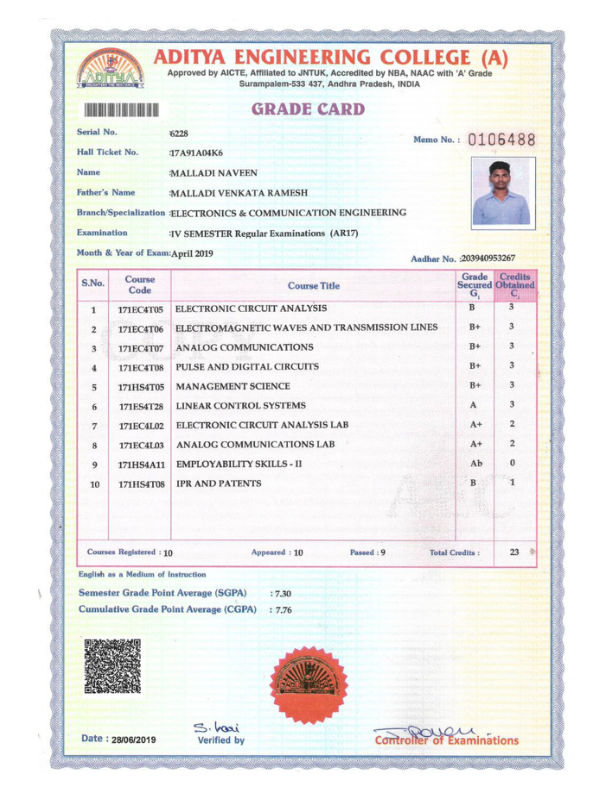 ADITYA ENGINEERING COLLEGE (A)
Approved by AICTE, Affiliated to JNTUK, Accredited by NBA, NAAC with 'A' Grade
Surampalem-533 437, Andhra Pradesh, INDIA
ADITYA
GRADE CARD
Serial No. :6228
Memo No. : 0106488
Hall Ticket No. :17A91A04K6
Name :MALLADI NAVEEN
Father's Name :MALLADI VENKATA RAMESH
Branch/Specialization :ELECTRONICS & COMMUNICATION ENGINEERING
Examination :IV SEMESTER Regular Examinations (AR17)
Month & Year of Exam:April 2019
Aadhar No. :203940953267
S.No. Course Code Course Title Grade Secured Gi Credits Obtained Ci
1 171EC4T05 ELECTRONIC CIRCUIT ANALYSIS B 3
2 171EC4T06 ELECTROMAGNETIC WAVES AND TRANSMISSION LINES B+ 3
3 171EC4T07 ANALOG COMMUNICATIONS B+ 3
4 171EC4T08 PULSE AND DIGITAL CIRCUITS B+ 3
5 171HS4T05 MANAGEMENT SCIENCE B+ 3
6 171ES4T28 LINEAR CONTROL SYSTEMS A 3
7 171EC4L02 ELECTRONIC CIRCUIT ANALYSIS LAB A+ 2
8 171EC4L03 ANALOG COMMUNICATIONS LAB A+ 2
9 171HS4A11 EMPLOYABILITY SKILLS - II Ab 0
10 171HS4T08 IPR AND PATENTS B 1
Courses Registered : 10 Appeared : 10 Passed : 9 Total Credits : 23
English as a Medium of Instruction
Semester Grade Point Average (SGPA) : 7.30
Cumulative Grade Point Average (CGPA) : 7.76
Date : 28/06/2019
Verified by
Controller of Examinations